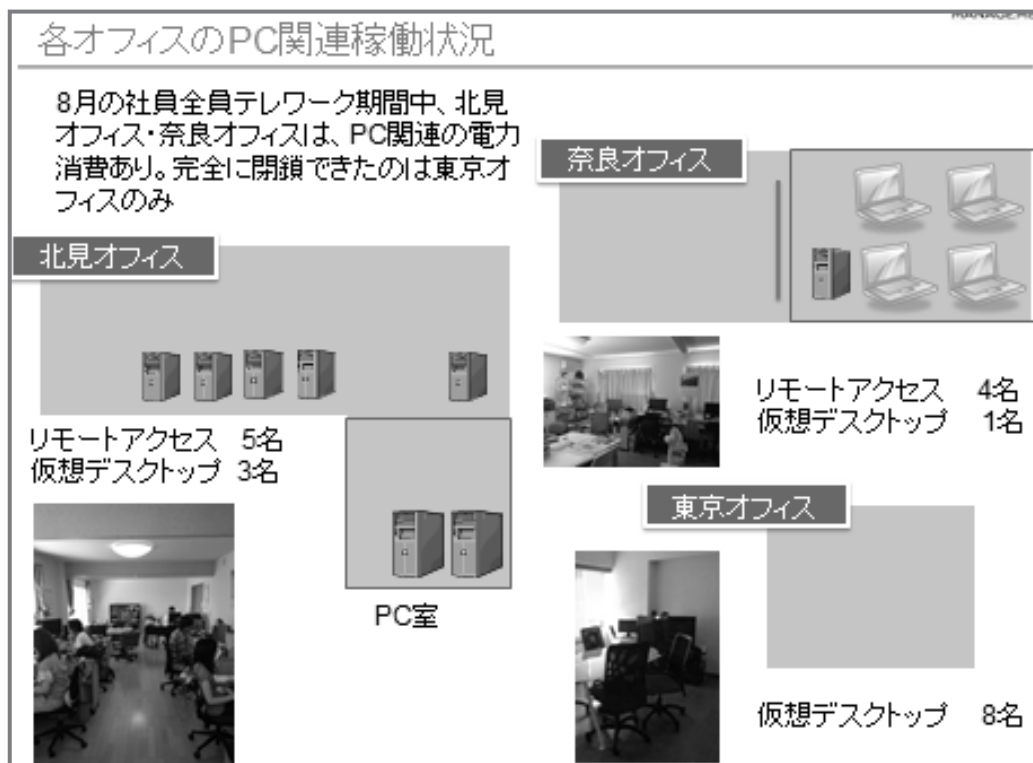 各オフィスのPC関連稼働状況
8月の社員全員テレワーク期間中、北見
オフィス・奈良オフィスは、PC関連の電力
消費あり。完全に閉鎖できたのは東京オ
フィスのみ
奈良オフィス
北見オフィス
リモートアクセス 4名
仮想デスクトップ 1名
リモートアクセス 5名
仮想デスクトップ 3名
東京オフィス
PC室
仮想デスクトップ 8名